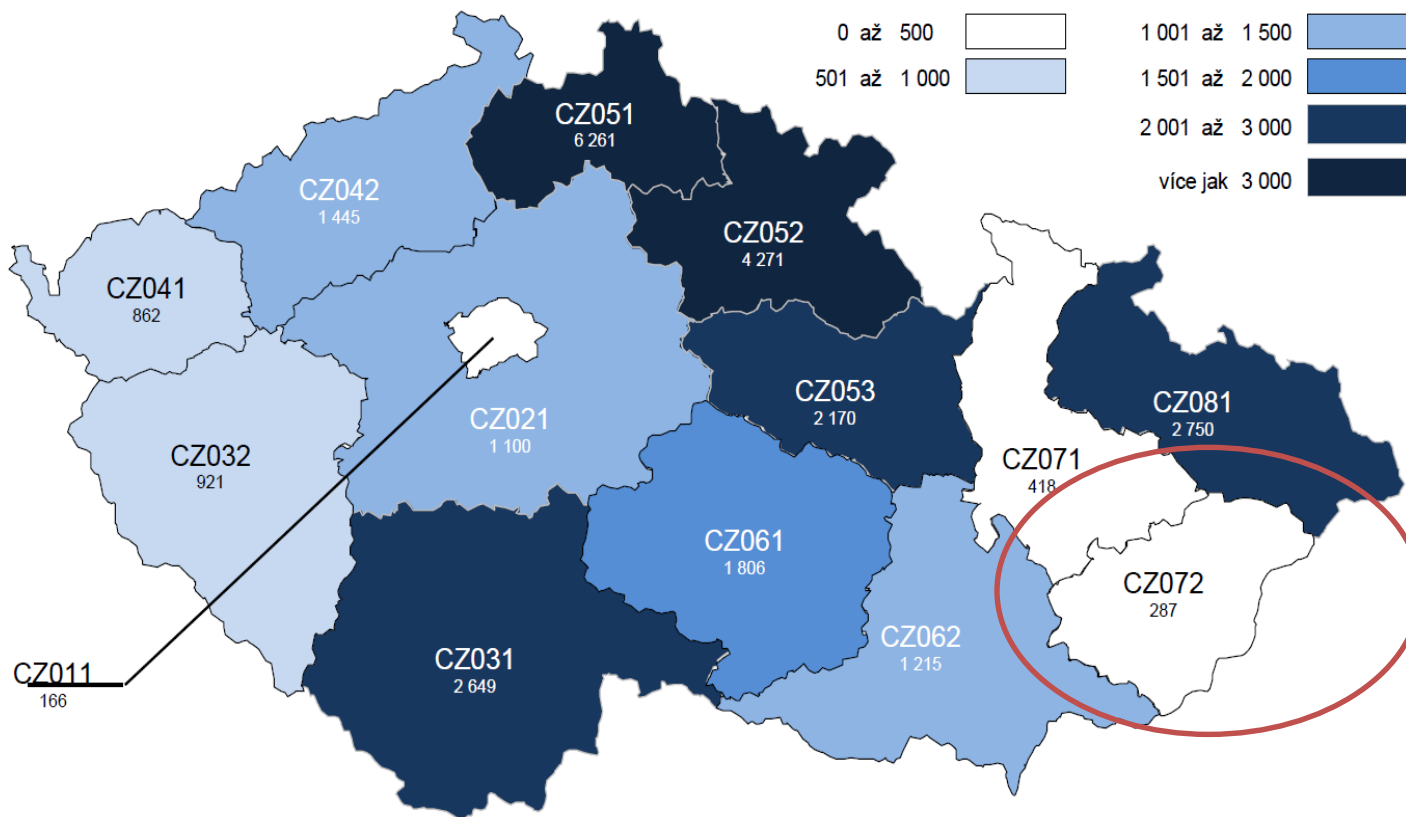 0 až 500
501 až 1 000
1 001 až 1 500
1 501 až 2 000
2 001 až 3 000
více jak 3 000
CZ051
6 261
CZ042
1 445
CZ052
4 271
CZ041
862
CZ053
2 170
CZ081
2 750
CZ021
1 100
CZ032
921
CZ071
418
CZ061
1 806
CZ072
287
CZ062
1 215
CZ031
2 649
CZ011
166